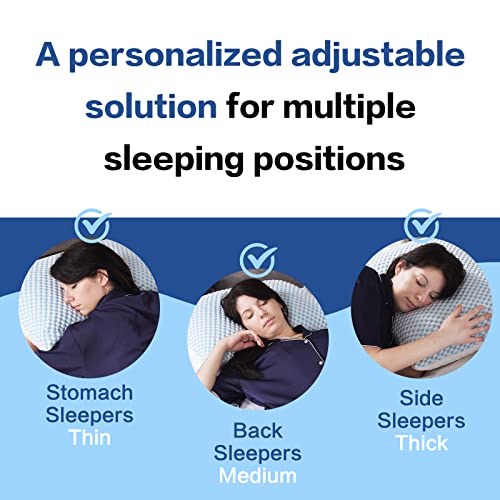 A personalized adjustable
solution for multiple
sleeping positions
Stomach
Sleepers
Thin
Back
Sleepers
Medium
Side
Sleepers
Thick